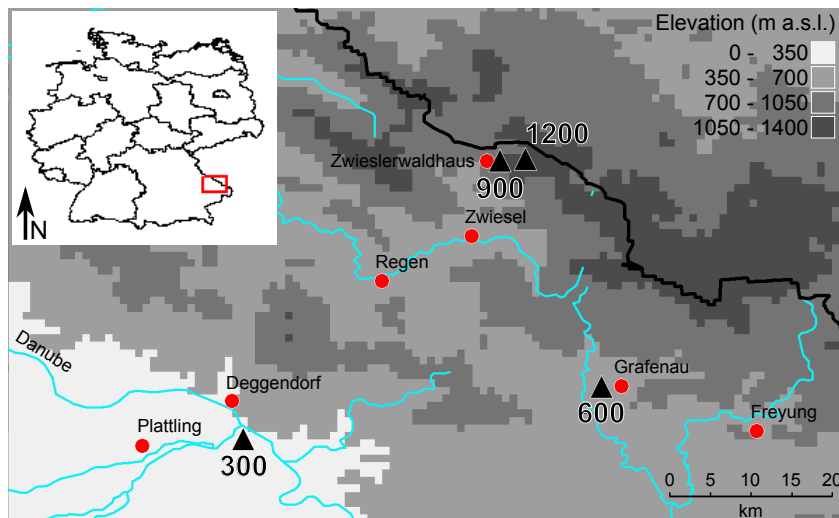 Elevation (m a.s.l.)
0 - 350
350 - 700
700 - 1050
1050 - 1400
N
1200
Zwieslerwaldhaus
900
Zwiesel
Regen
Danube
Deggendorf
Grafenau
600
Plattling
Freyung
300
0 5 10 15 20
km